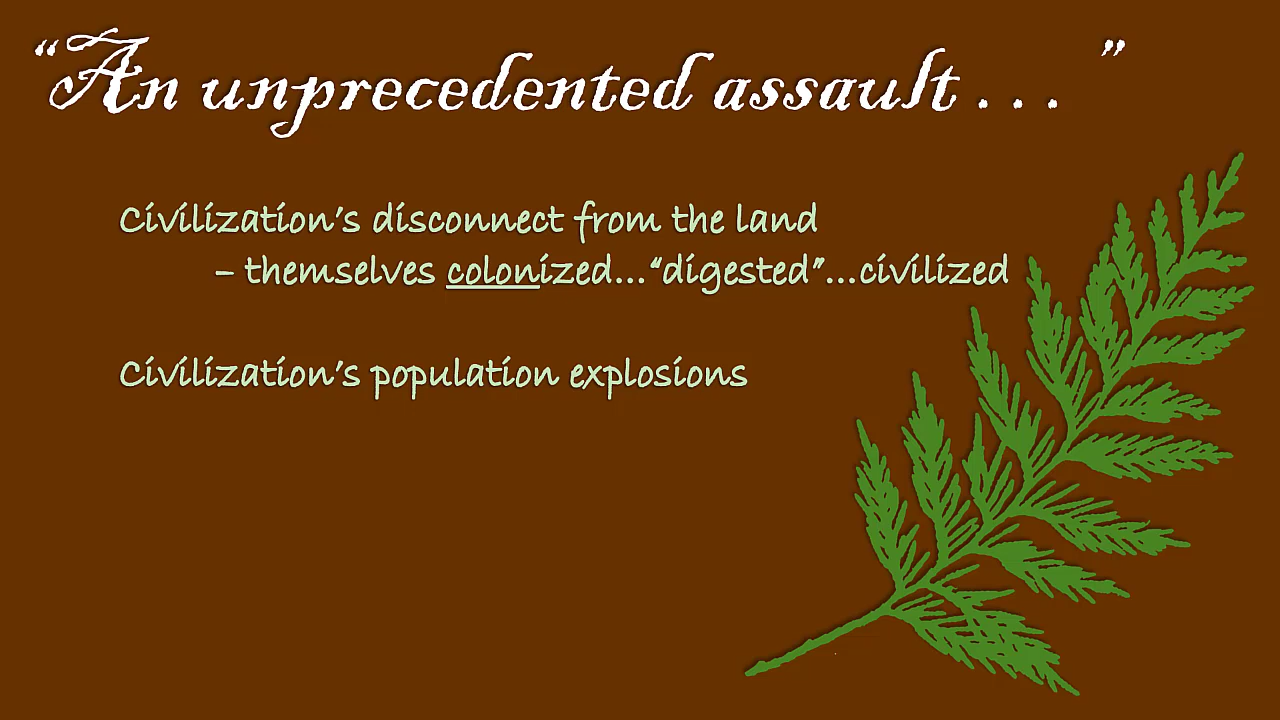 “An unprecedented assault . . . ”
Civilization’s disconnect from the land
– themselves colonized...“digested”...civilized
Civilization’s population explosions